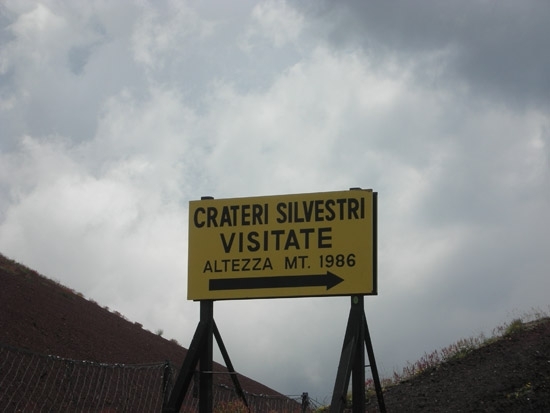 CRATERI SILVESTRI
VISITATE
ALTEZZA MT. 1986